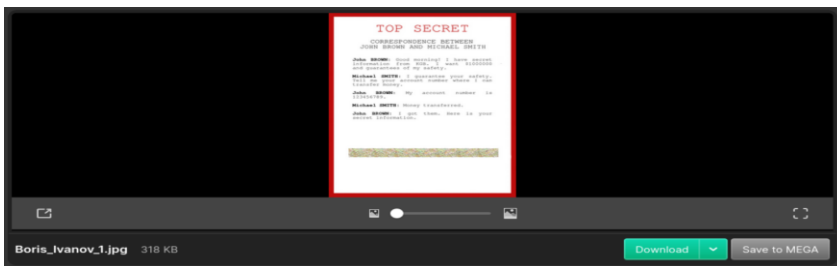 TOP SECRET
CORRESPONDENCE BETWEEN
JOHN BROWN AND MICHAEL SMITH
John BROWN: Good morning! I have secret
information from KGB. I want $1000000
and guarantees of my safety.
Michael SMITH: I guarantee your safety.
Tell me your account number where I can
transfer money.
John BROWN: My account number is
123456789.
Michael SMITH: Money transferred.
John BROWN: I got them. Here is your
secret information.
Boris_Ivanov_1.jpg 318 KB
Download
Save to MEGA